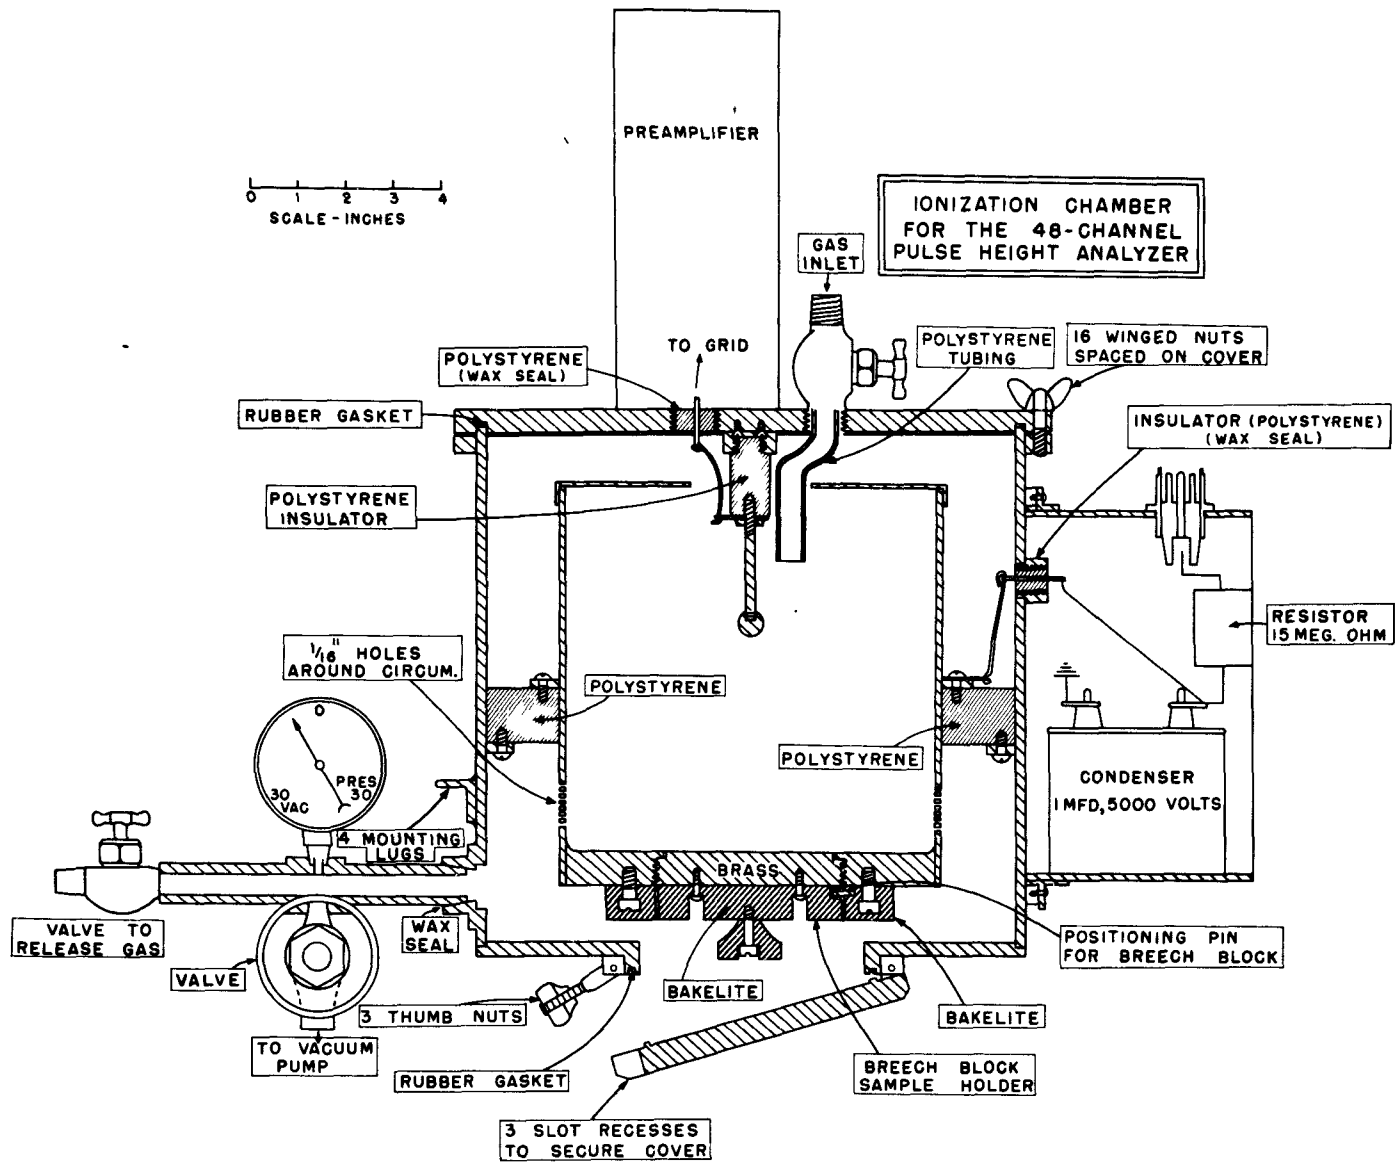 PREAMPLIFIER
0 1 2 3 4
SCALE - INCHES
IONIZATION CHAMBER
FOR THE 48-CHANNEL
PULSE HEIGHT ANALYZER
GAS
INLET
TO GRID
POLYSTYRENE
(WAX SEAL)
POLYSTYRENE
TUBING
16 WINGED NUTS
SPACED ON COVER
RUBBER GASKET
INSULATOR (POLYSTYRENE)
(WAX SEAL)
POLYSTYRENE
INSULATOR
RESISTOR
15 MEG. OHM
1/16" HOLES
AROUND CIRCUM.
POLYSTYRENE
POLYSTYRENE
0
30
VAC
PRES
30
CONDENSER
1 MFD, 5000 VOLTS
4 MOUNTING
LUGS
BRASS
VALVE TO
RELEASE GAS
WAX
SEAL
POSITIONING PIN
FOR BREECH BLOCK
VALVE
BAKELITE
3 THUMB NUTS
BAKELITE
TO VACUUM
PUMP
RUBBER GASKET
BREECH BLOCK
SAMPLE HOLDER
3 SLOT RECESSES
TO SECURE COVER